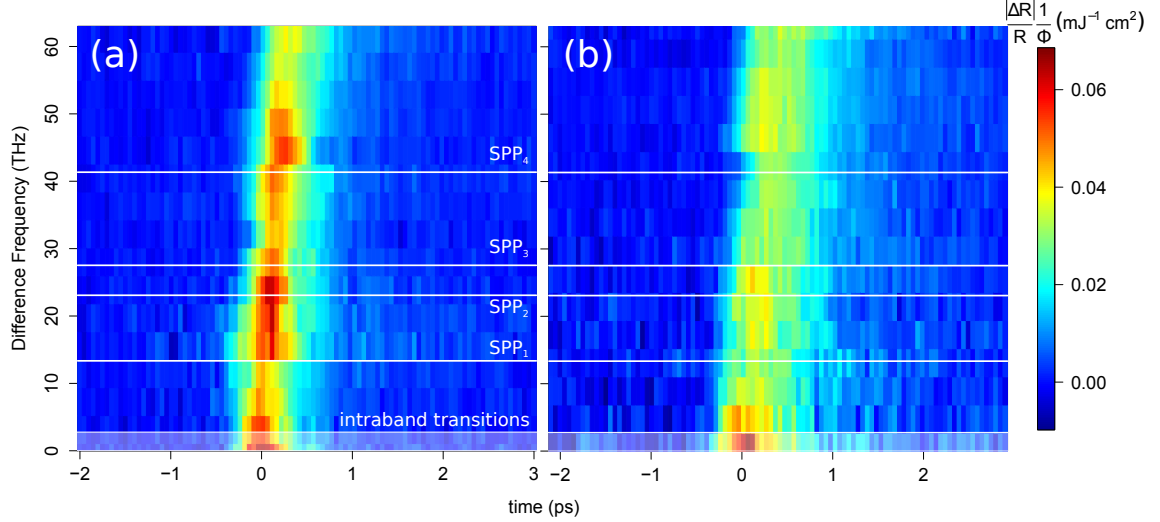 |ΔR| 1
R Φ (mJ⁻¹ cm²)
(a)
(b)
Difference Frequency (THz)
60
50
40
30
20
10
0
SPP₄
SPP₃
SPP₂
SPP₁
intraband transitions
−2 −1 0 1 2 3
−2 −1 0 1 2
time (ps)
time (ps)
0.06
0.04
0.02
0.00